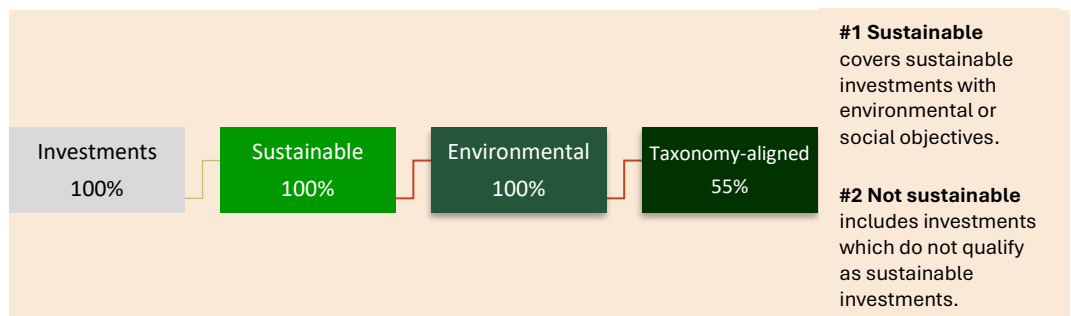 Investments
100%
Sustainable
100%
Environmental
100%
Taxonomy-aligned
55%
#1 Sustainable
covers sustainable
investments with
environmental or
social objectives.
#2 Not sustainable
includes investments
which do not qualify
as sustainable
investments.